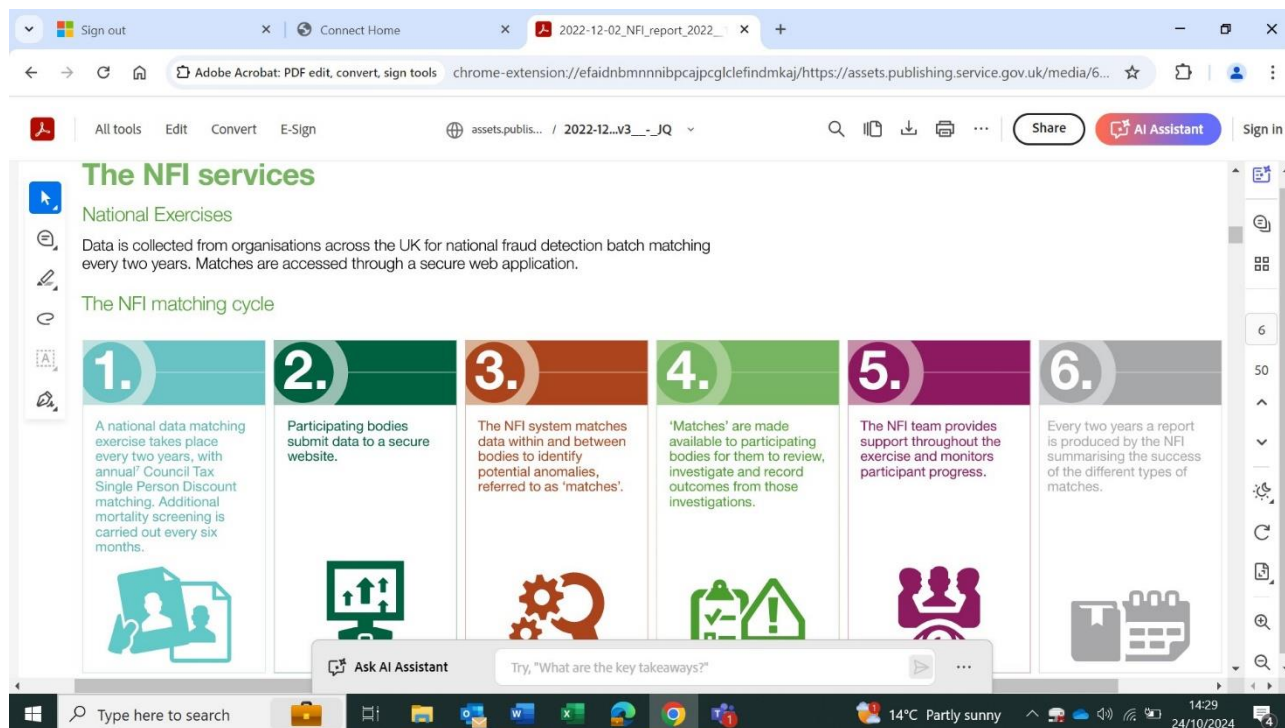 Sign out
Connect Home
2022-12-02_NFI_report_2022_
Adobe Acrobat: PDF edit, convert, sign tools
chrome-extension://efaidnbmnnnibpcajpcglclefindmkaj/https://assets.publishing.service.gov.uk/media/6...
All tools Edit Convert E-Sign
assets.publis... / 2022-12...v3__-_JQ
Share
AI Assistant
Sign in
The NFI services
National Exercises
Data is collected from organisations across the UK for national fraud detection batch matching
every two years. Matches are accessed through a secure web application.
The NFI matching cycle
1.
A national data matching
exercise takes place
every two years, with
annual⁷ Council Tax
Single Person Discount
matching. Additional
mortality screening is
carried out every six
months.
2.
Participating bodies
submit data to a secure
website.
3.
The NFI system matches
data within and between
bodies to identify
potential anomalies,
referred to as ‘matches’.
4.
‘Matches’ are made
available to participating
bodies for them to review,
investigate and record
outcomes from those
investigations.
5.
The NFI team provides
support throughout the
exercise and monitors
participant progress.
6.
Every two years a report
is produced by the NFI
summarising the success
of the different types of
matches.
6
50
Ask AI Assistant
Try, "What are the key takeaways?"
Type here to search
14°C Partly sunny
14:29
24/10/2024